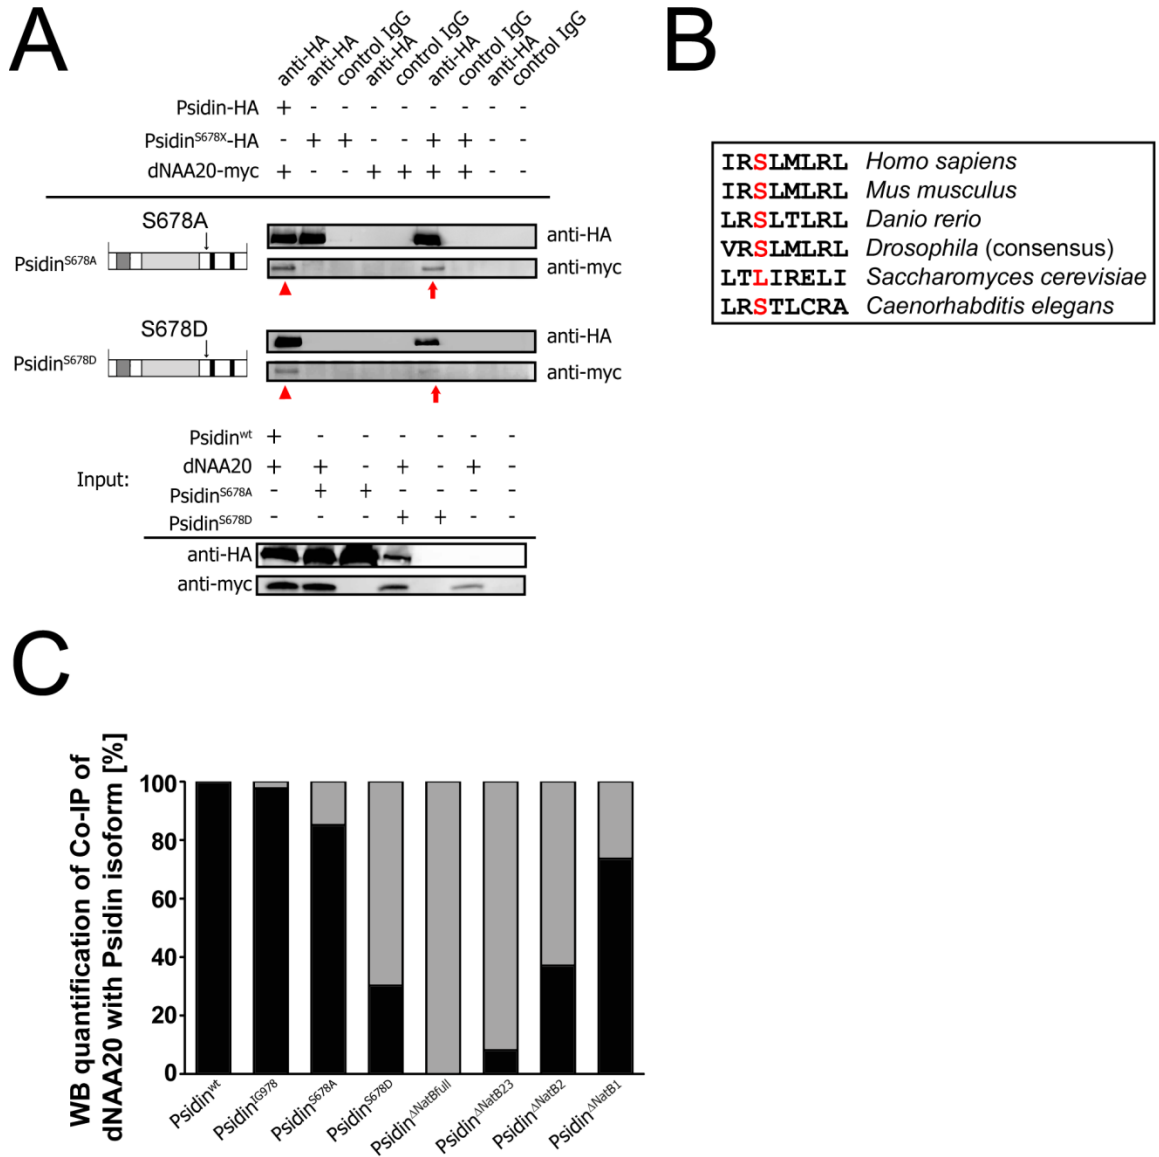 A
B
anti-HA
anti-HA
control IgG
anti-HA
control IgG
anti-HA
control IgG
anti-HA
control IgG
Psidin-HA + - - - - - - - -
PsidinS678X-HA - + + - - + + - -
dNAA20-myc + - - + + + + - -
S678A
PsidinS678A
anti-HA
anti-myc
S678D
PsidinS678D
anti-HA
anti-myc
Input:
Psidinwt + - - - - - -
dNAA20 + + - + - + -
PsidinS678A - + + - - - -
PsidinS678D - - - + + - -
anti-HA
anti-myc
IRSLMLRL Homo sapiens
IRSLMLRL Mus musculus
LRSLTLRL Danio rerio
VRSLMLRL Drosophila (consensus)
LTLIRELI Saccharomyces cerevisiae
LRSTLCRA Caenorhabditis elegans
C
WB quantification of Co-IP of
dNAA20 with Psidin isoform [%]
100
80
60
40
20
0
Psidinwt
PsidinIG978
PsidinS678A
PsidinS678D
PsidinΔNatBfull
PsidinΔNatB23
PsidinΔNatB2
PsidinΔNatB1